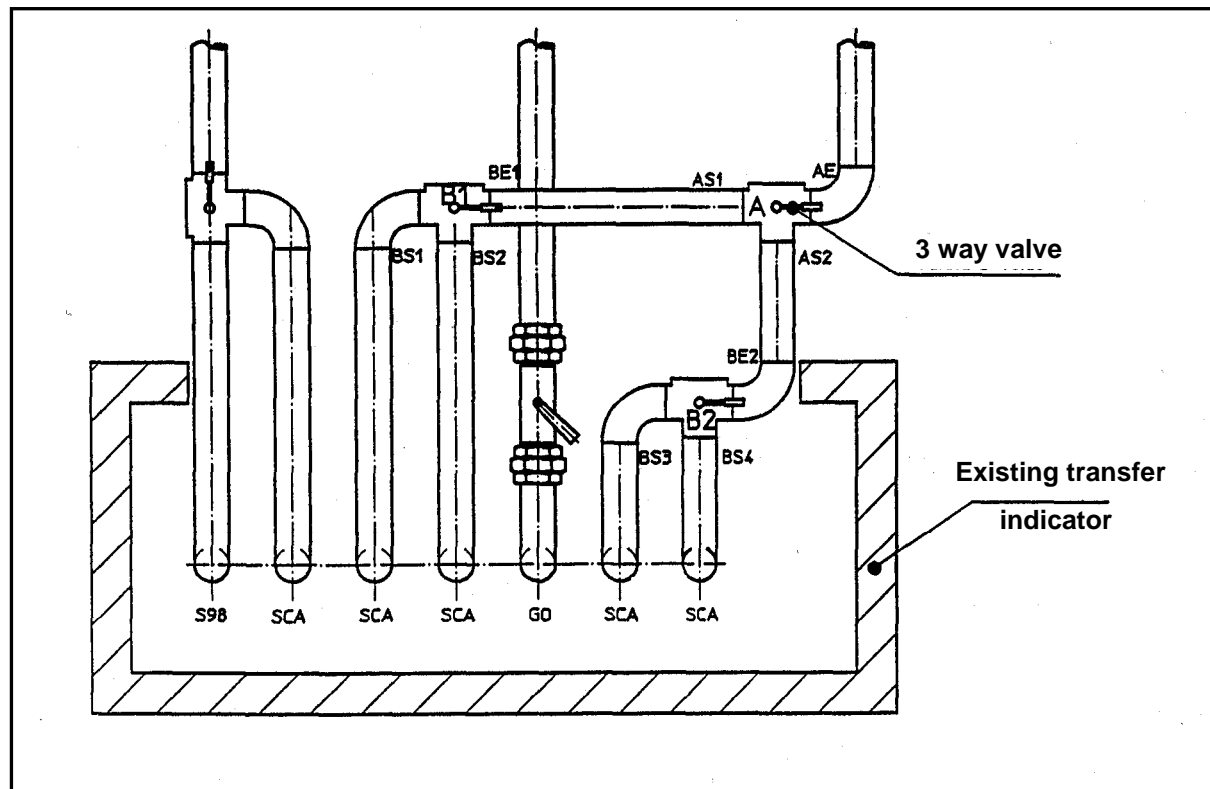 BE1
AS1
AE
B1
A
BS1
BS2
AS2
3 way valve
BE2
B2
BS3
BS4
Existing transfer
indicator
S98
SCA
SCA
SCA
GO
SCA
SCA